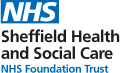 NHS
Sheffield Health
and Social Care
NHS Foundation Trust